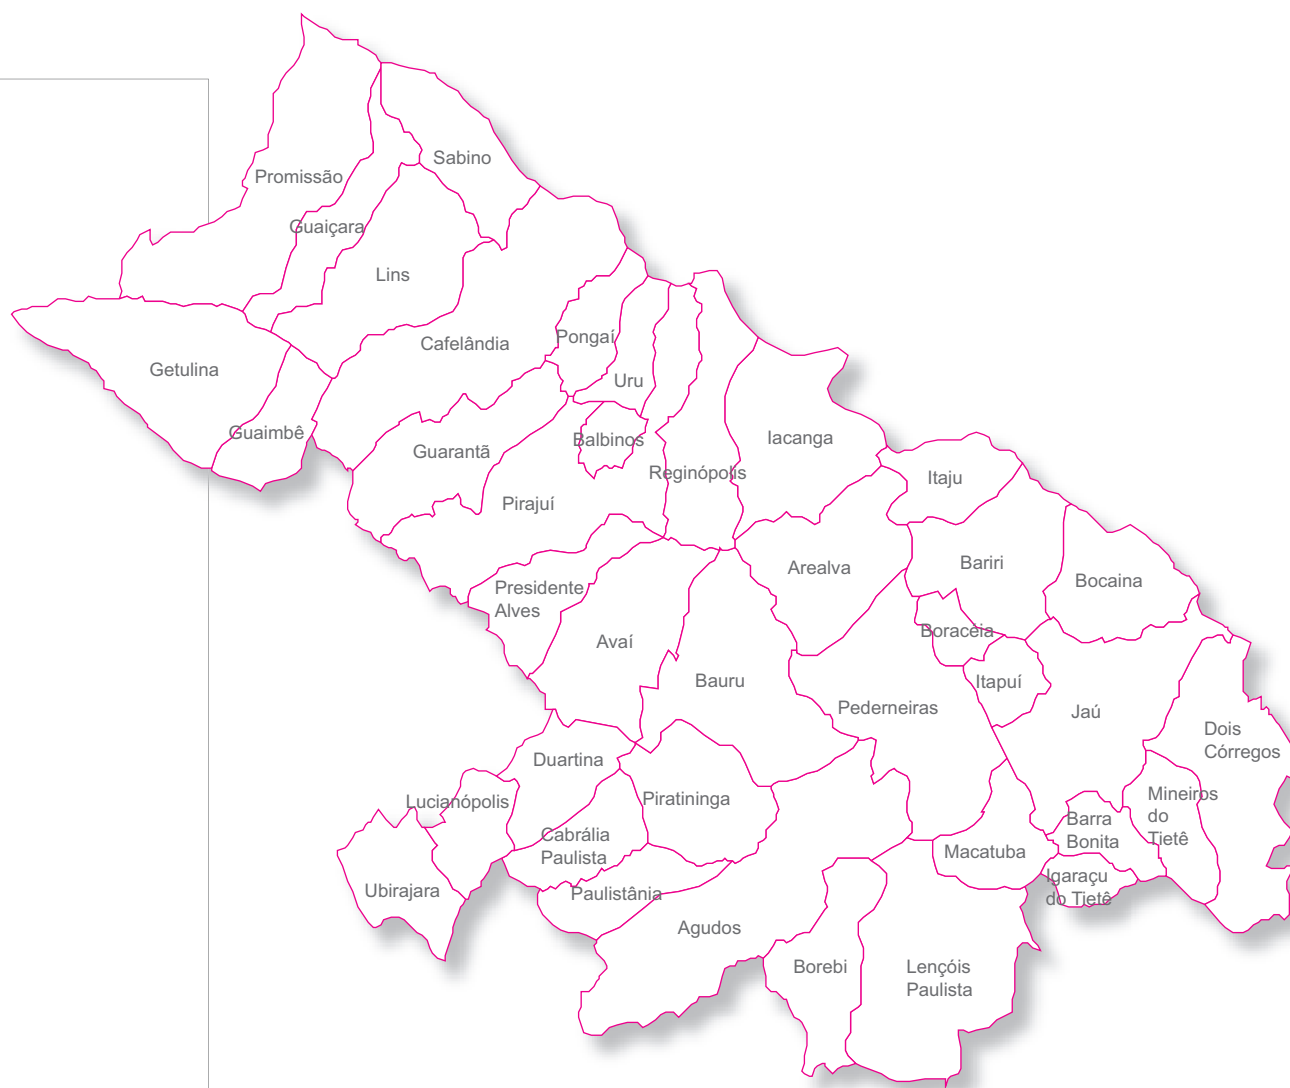 Sabino
Promissão
Guaiçara
Lins
Pongaí
Cafelândia
Getulina
Uru
Guaimbê
Balbinos
Iacanga
Guarantã
Reginópolis
Itaju
Pirajuí
Bariri
Arealva
Bocaina
Presidente
Alves
Boracéia
Avaí
Bauru
Itapuí
Pederneiras
Jaú
Dois
Córregos
Duartina
Mineiros
do
Tietê
Lucianópolis
Piratininga
Barra
Bonita
Cabrália
Paulista
Macatuba
Igaraçu
do Tietê
Ubirajara
Paulistânia
Agudos
Borebi
Lençóis
Paulista